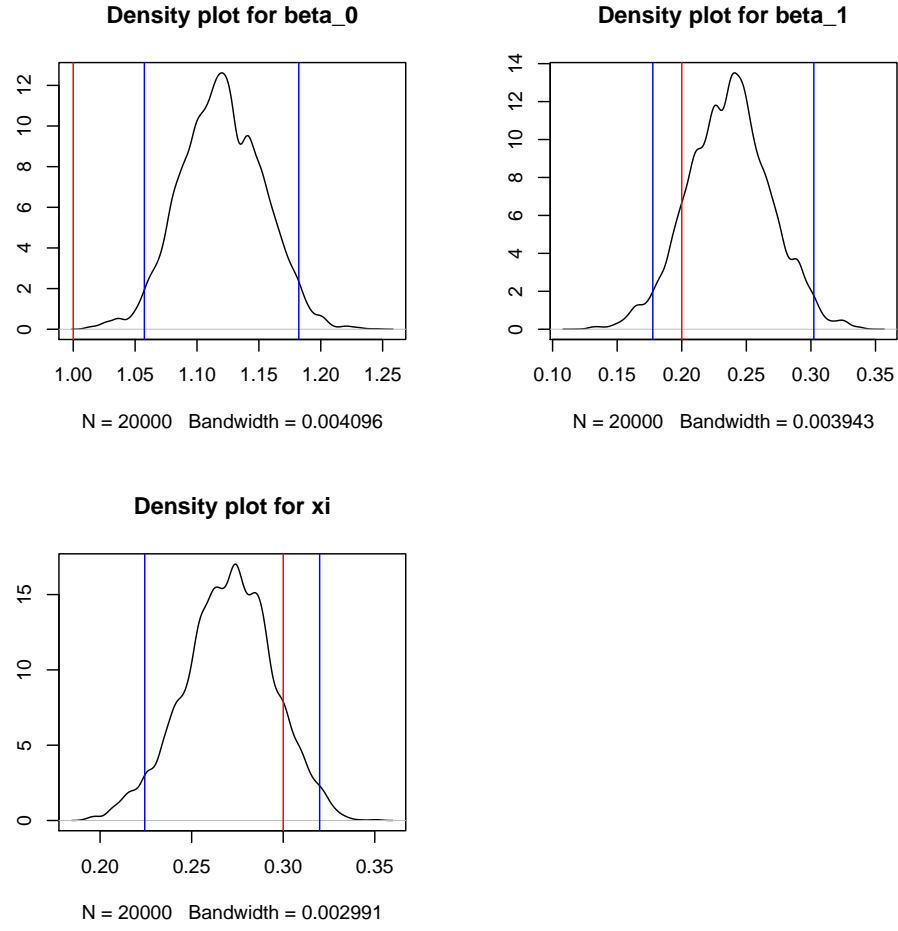 Density plot for beta_0
12
10
8
6
4
2
0
1.00 1.05 1.10 1.15 1.20 1.25
N = 20000 Bandwidth = 0.004096
Density plot for beta_1
14
12
10
8
6
4
2
0
0.10 0.15 0.20 0.25 0.30 0.35
N = 20000 Bandwidth = 0.003943
Density plot for xi
15
10
5
0
0.20 0.25 0.30 0.35
N = 20000 Bandwidth = 0.002991